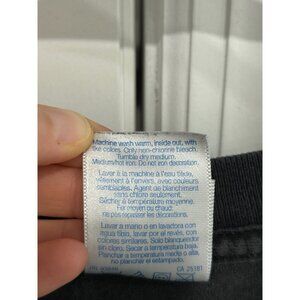 Machine wash warm, inside out, with
like colors. Only non-chlorine bleach.
Tumble dry medium.
Medium/hot iron. Do not iron decoration.
Laver à la machine à l'eau tiède,
vêtement à l'envers, avec couleurs
semblables. Agent de blanchiment
sans chlore seulement.
Sécher à température moyenne.
Fer moyen ou chaud.
ne pas repasser les décorations.
Lavar a mano o en lavadora con
agua tibia, lavar por el revés, con
colores similares. Solo blanqueador
sin cloro. Secar a temperatura baja.
Planchar a temperatura media a alta.
no planchar el estampado.
CA 25181